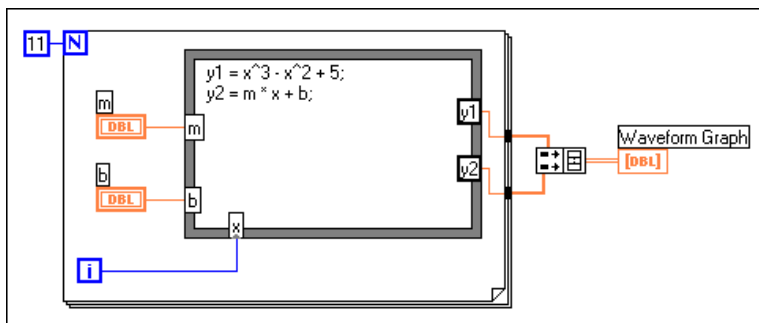 11 N
y1 = x^3 - x^2 + 5;
y2 = m * x + b;
m
DBL
m
y1
Waveform Graph
[DBL]
b
DBL
b
y2
x
i